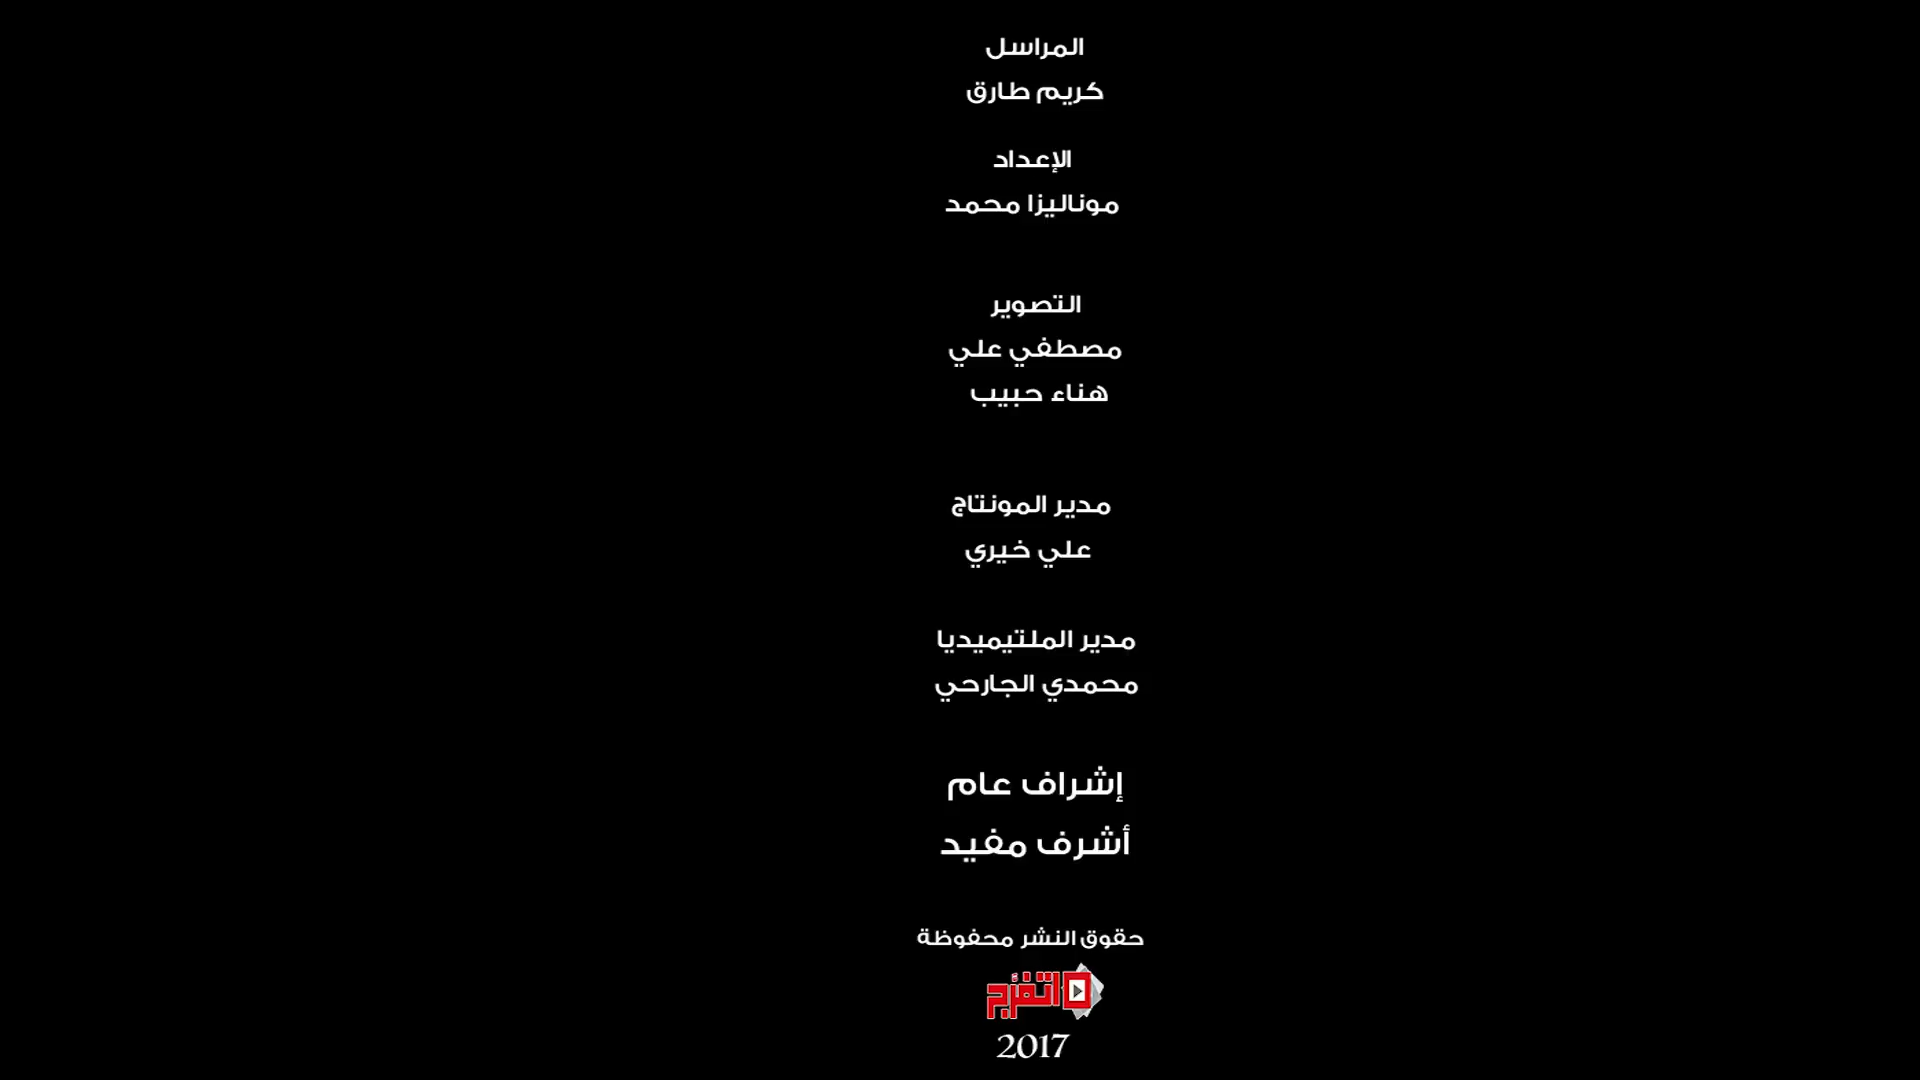 المراسل
كريم طارق
الإعداد
موناليزا محمد
التصوير
مصطفي علي
هناء حبيب
مدير المونتاج
علي خيري
مدير الملتيميديا
محمدي الجارحي
إشراف عام
أشرف مفيد
حقوق النشر محفوظة
اتفرَّج
2017